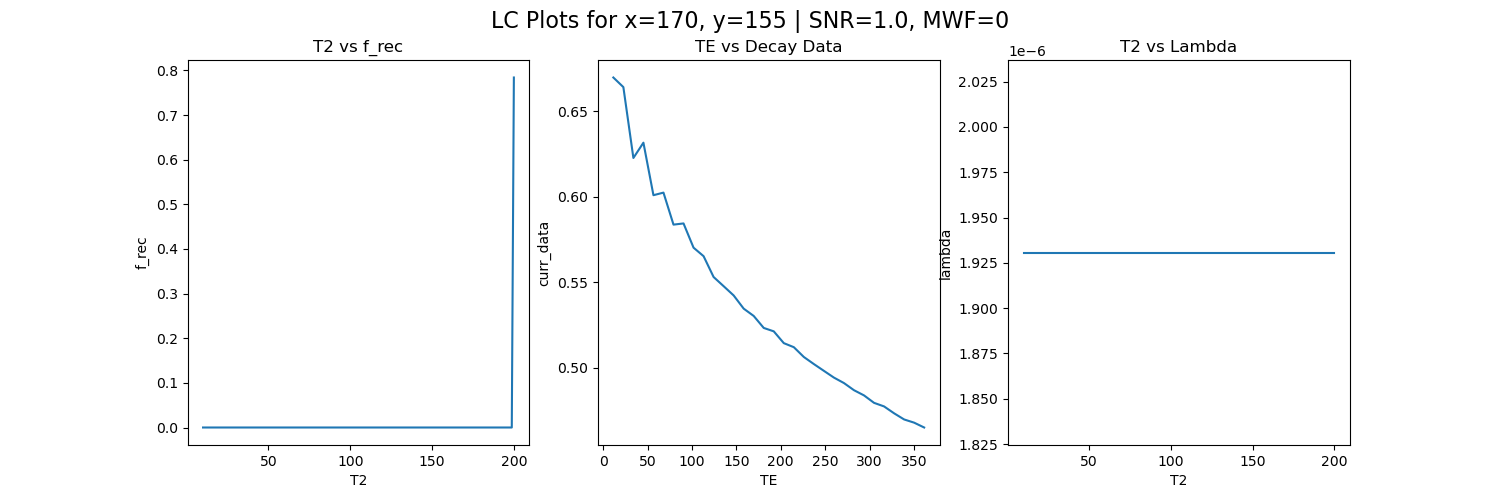 LC Plots for x=170, y=155 | SNR=1.0, MWF=0
T2 vs f_rec
0.8
0.7
0.6
0.5
0.4
0.3
0.2
0.1
0.0
f_rec
50 100 150 200
T2
TE vs Decay Data
0.65
0.60
0.55
0.50
curr_data
0 50 100 150 200 250 300 350
TE
T2 vs Lambda
1e−6
2.025
2.000
1.975
1.950
1.925
1.900
1.875
1.850
1.825
lambda
50 100 150 200
T2